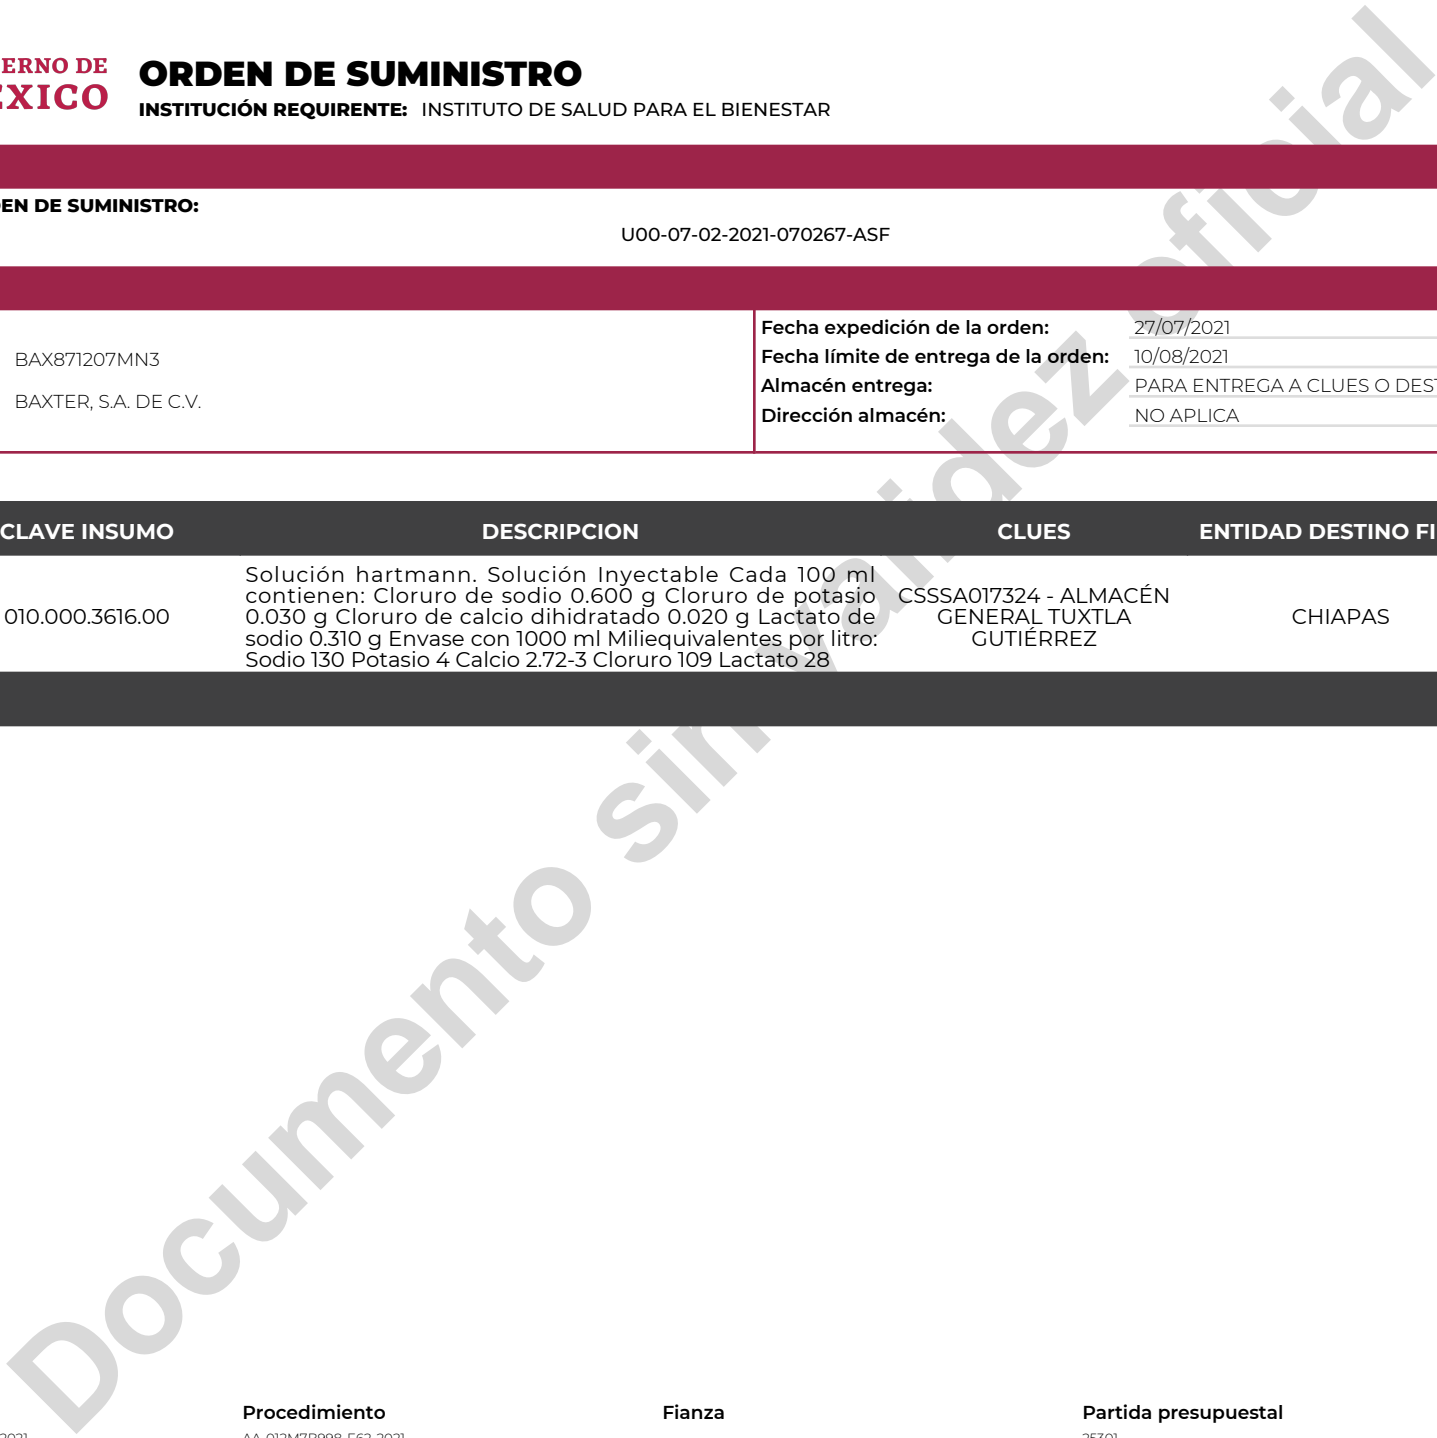 ERNO DE
EXICO
ORDEN DE SUMINISTRO
INSTITUCIÓN REQUIRENTE: INSTITUTO DE SALUD PARA EL BIENESTAR
EN DE SUMINISTRO:
U00-07-02-2021-070267-ASF
BAX871207MN3
BAXTER, S.A. DE C.V.
Fecha expedición de la orden: 27/07/2021
Fecha límite de entrega de la orden: 10/08/2021
Almacén entrega: PARA ENTREGA A CLUES O DEST
Dirección almacén: NO APLICA
CLAVE INSUMO DESCRIPCION CLUES ENTIDAD DESTINO FI
010.000.3616.00
Solución hartmann. Solución Inyectable Cada 100 ml
contienen: Cloruro de sodio 0.600 g Cloruro de potasio
0.030 g Cloruro de calcio dihidratado 0.020 g Lactato de
sodio 0.310 g Envase con 1000 ml Miliequivalentes por litro:
Sodio 130 Potasio 4 Calcio 2.72-3 Cloruro 109 Lactato 28
CSSSA017324 - ALMACÉN
GENERAL TUXTLA
GUTIÉRREZ
CHIAPAS
Documento sin validez oficial
Procedimiento Fianza Partida presupuestal